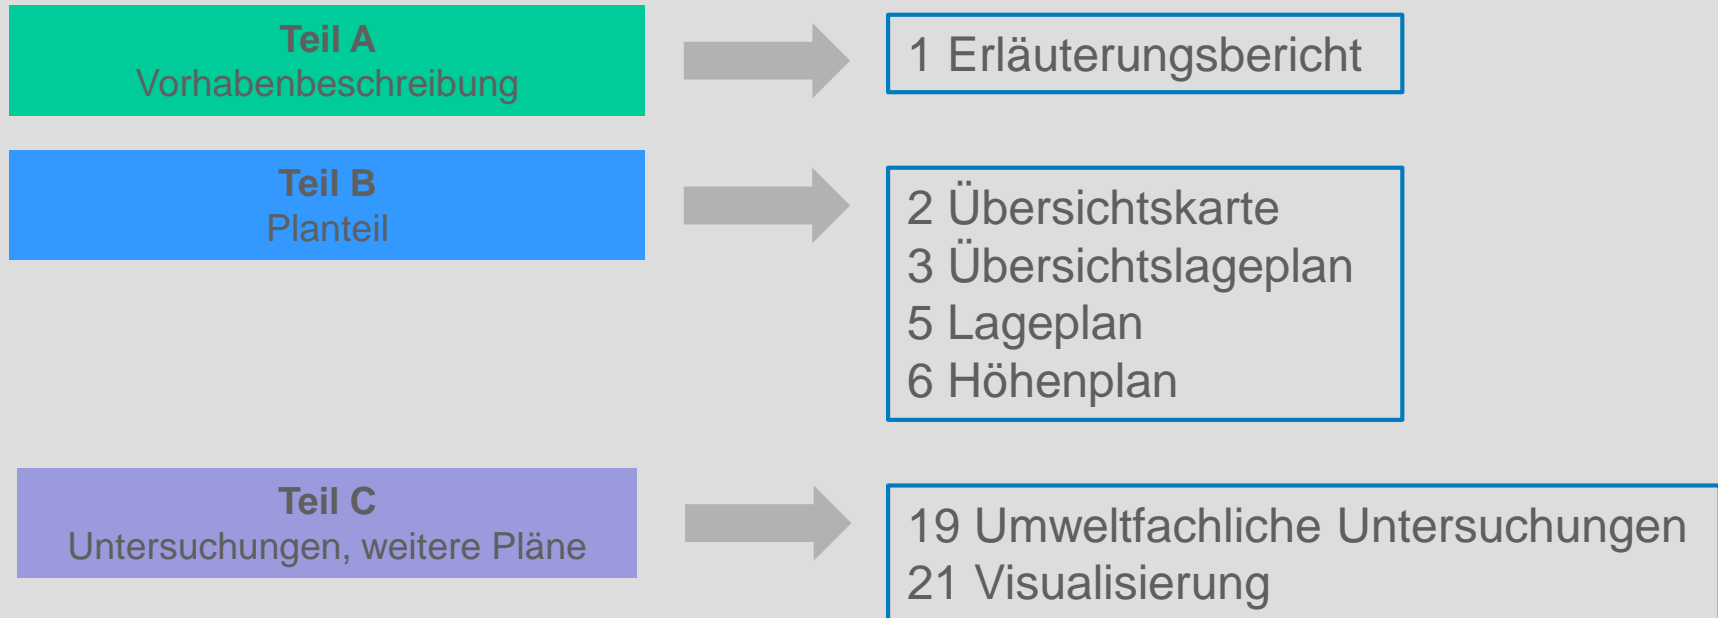 Teil A
Vorhabenbeschreibung
1 Erläuterungsbericht
Teil B
Planteil
2 Übersichtskarte
3 Übersichtslageplan
5 Lageplan
6 Höhenplan
Teil C
Untersuchungen, weitere Pläne
19 Umweltfachliche Untersuchungen
21 Visualisierung